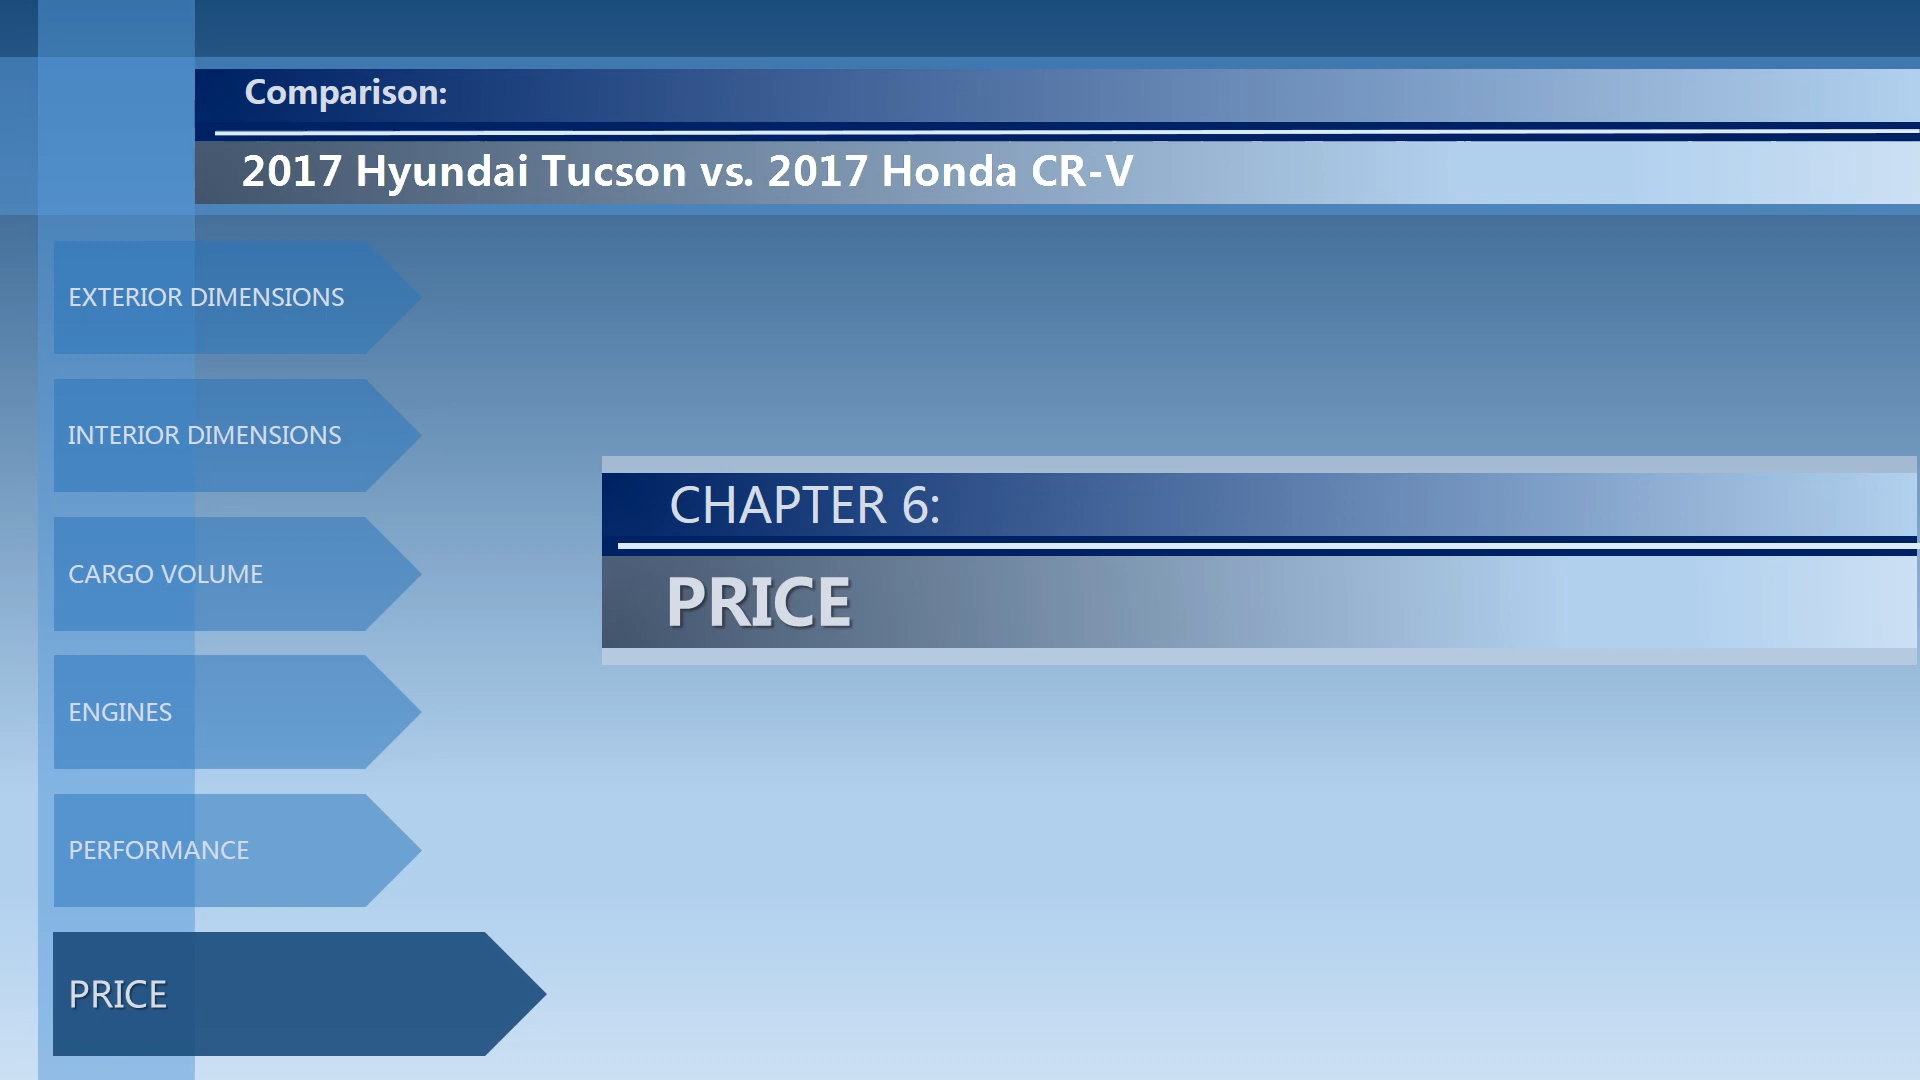 Comparison:
2017 Hyundai Tucson vs. 2017 Honda CR-V
EXTERIOR DIMENSIONS
INTERIOR DIMENSIONS
CARGO VOLUME
ENGINES
PERFORMANCE
PRICE
CHAPTER 6:
PRICE